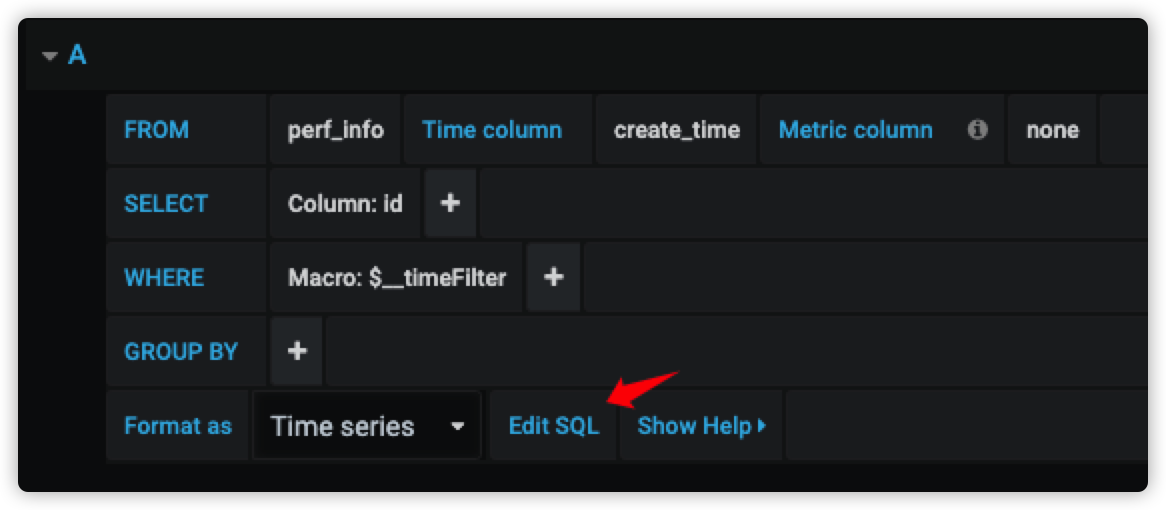 A
FROM perf_info Time column create_time Metric column none
SELECT Column: id +
WHERE Macro: $__timeFilter +
GROUP BY +
Format as Time series Edit SQL Show Help